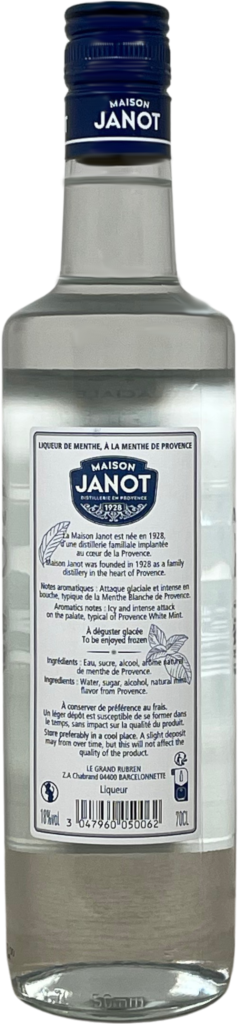 MAISON
JANOT
LIQUEUR DE MENTHE, À LA MENTHE DE PROVENCE
MAISON
JANOT
DISTILLERIE EN PROVENCE
1928
La Maison Janot est née en 1928,
d'une distillerie familiale implantée
au cœur de la Provence.
Maison Janot was founded in 1928 as a family
distillery in the heart of Provence.
Notes aromatiques : Attaque glaciale et intense en
bouche, typique de la Menthe Blanche de Provence.
Aromatics notes : Icy and intense attack
on the palate, typical of Provence White Mint.
À déguster glacée
To be enjoyed frozen
Ingrédients : Eau, sucre, alcool, arôme naturel
de menthe de Provence.
Ingredients : Water, sugar, alcohol, natural mint
flavor from Provence.
À conserver de préférence au frais.
Un léger dépôt est susceptible de se former dans
le temps, sans impact sur la qualité du produit.
Store preferably in a cool place. A slight deposit
may from over time, but this will not affect the
quality of the product.
LE GRAND RUBREN
Z.A Chabrand 04400 BARCELONNETTE
Liqueur
18%vol
3 047960 050062
70CL
50mm